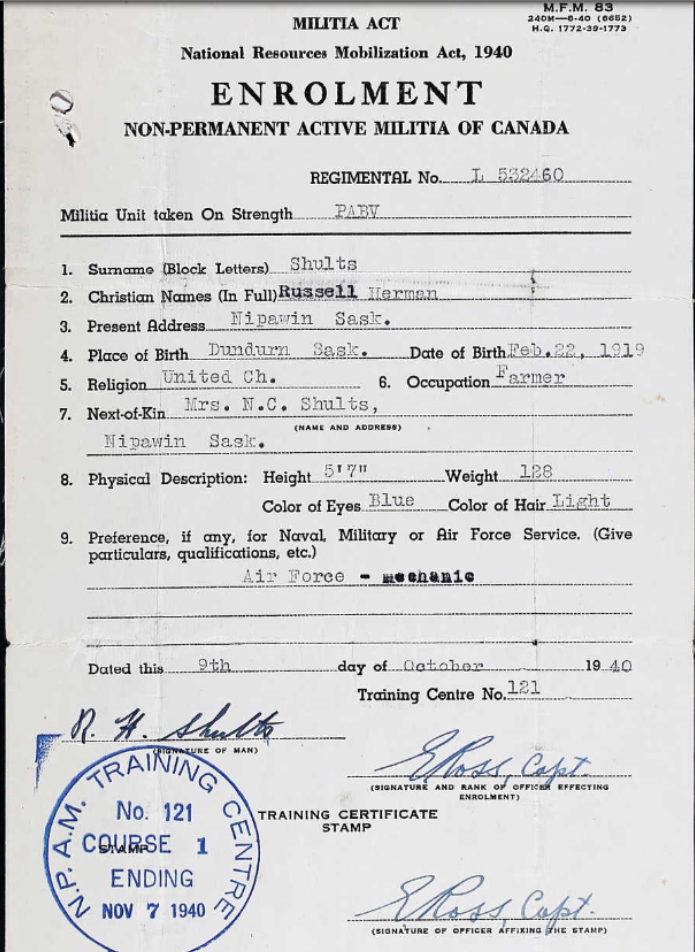 M.F.M. 83
240M—6-40 (6652)
H.Q. 1772-39-1773
MILITIA ACT
National Resources Mobilization Act, 1940
ENROLMENT
NON-PERMANENT ACTIVE MILITIA OF CANADA
REGIMENTAL No. L 532460
Militia Unit taken On Strength PABV
1. Surname (Block Letters) Shults
2. Christian Names (In Full) Russell Herman
3. Present Address Nipawin Sask.
4. Place of Birth Dundurn Sask. Date of Birth Feb.22, 1919
5. Religion United Ch. 6. Occupation Farmer
7. Next-of-Kin Mrs. N.C. Shults,
(NAME AND ADDRESS)
Nipawin Sask.
8. Physical Description: Height 5'7" Weight 128
Color of Eyes Blue Color of Hair Light
9. Preference, if any, for Naval, Military or Air Force Service. (Give
particulars, qualifications, etc.)
Air Force - mechanic
Dated this 9th day of October 1940
Training Centre No. 121
R. H. Shults
(SIGNATURE OF MAN)
E Ross, Capt.
(SIGNATURE AND RANK OF OFFICER EFFECTING
ENROLMENT)
TRAINING CERTIFICATE
STAMP
N.P.A.M. TRAINING CENTRE
No. 121
COURSE 1
STAMP
ENDING
NOV 7 1940
E Ross, Capt.
(SIGNATURE OF OFFICER AFFIXING THE STAMP)